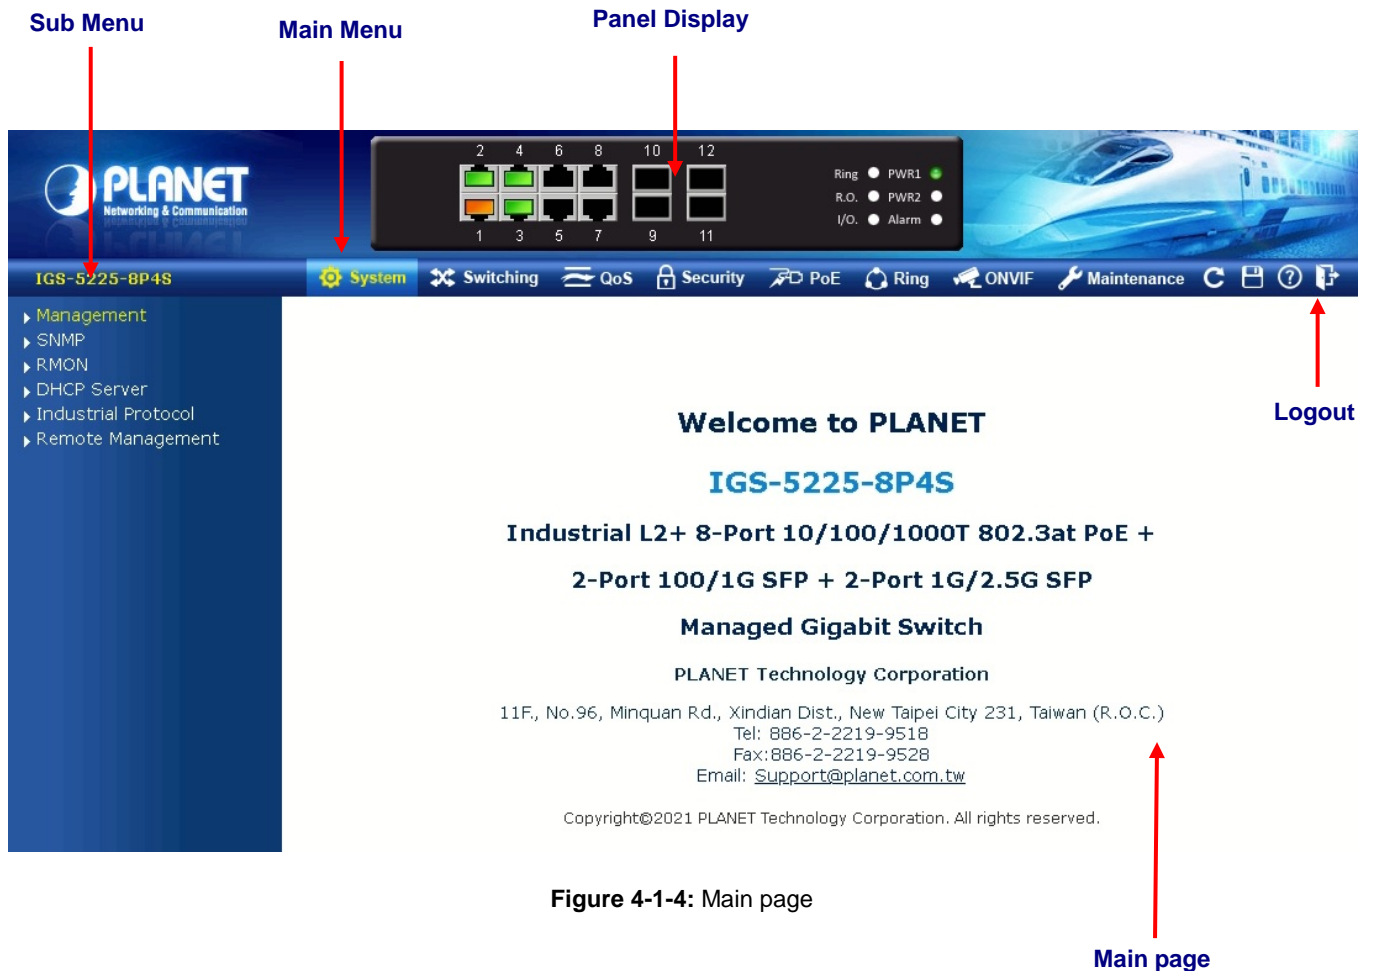 Sub Menu
Main Menu
Panel Display
2 4 6 8 10 12
PLANET
Networking & Communication
Ring PWR1
R.O. PWR2
I/O. Alarm
1 3 5 7 9 11
IGS-5225-8P4S
System Switching QoS Security PoE Ring ONVIF Maintenance
Management
SNMP
RMON
DHCP Server
Industrial Protocol
Remote Management
Logout
Welcome to PLANET
IGS-5225-8P4S
Industrial L2+ 8-Port 10/100/1000T 802.3at PoE +
2-Port 100/1G SFP + 2-Port 1G/2.5G SFP
Managed Gigabit Switch
PLANET Technology Corporation
11F., No.96, Minquan Rd., Xindian Dist., New Taipei City 231, Taiwan (R.O.C.)
Tel: 886-2-2219-9518
Fax:886-2-2219-9528
Email: Support@planet.com.tw
Copyright©2021 PLANET Technology Corporation. All rights reserved.
Figure 4-1-4: Main page
Main page